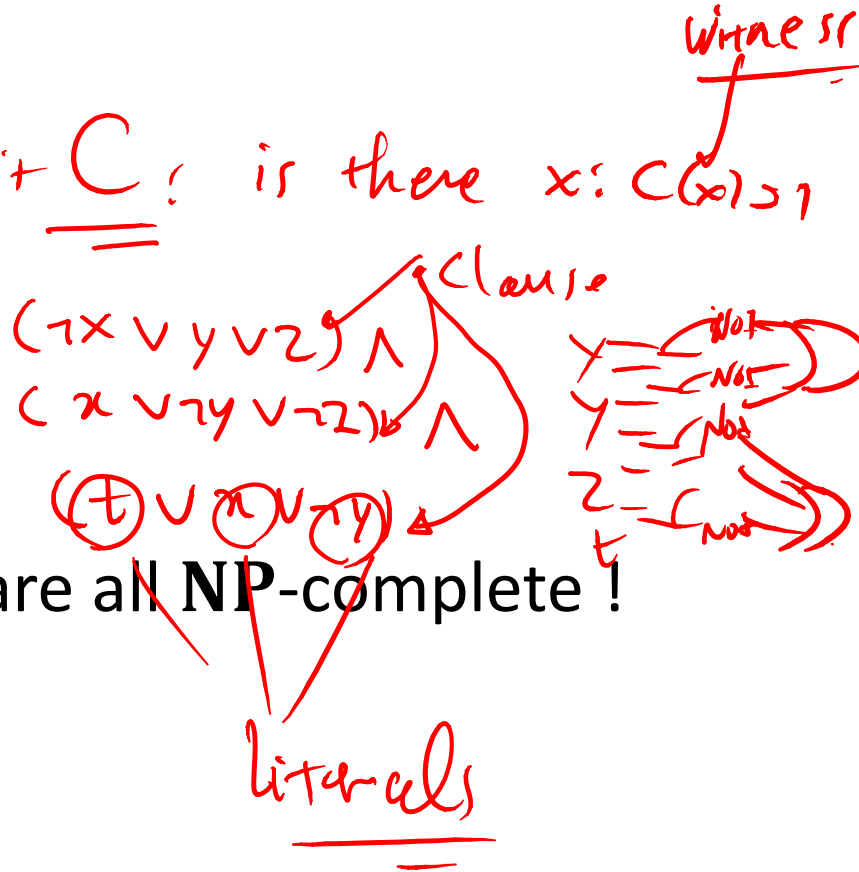 Witness
C: is there x: C(x)=1
Clause
(¬x ∨ y ∨ z) ∧
(x ∨ ¬y ∨ ¬z) ∧
(t ∨ x ∨ ¬y)
Not
Not
y Not
z
t Not
are all NP-complete !
literals